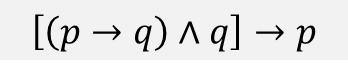 [(p → q) ∧ q] → p